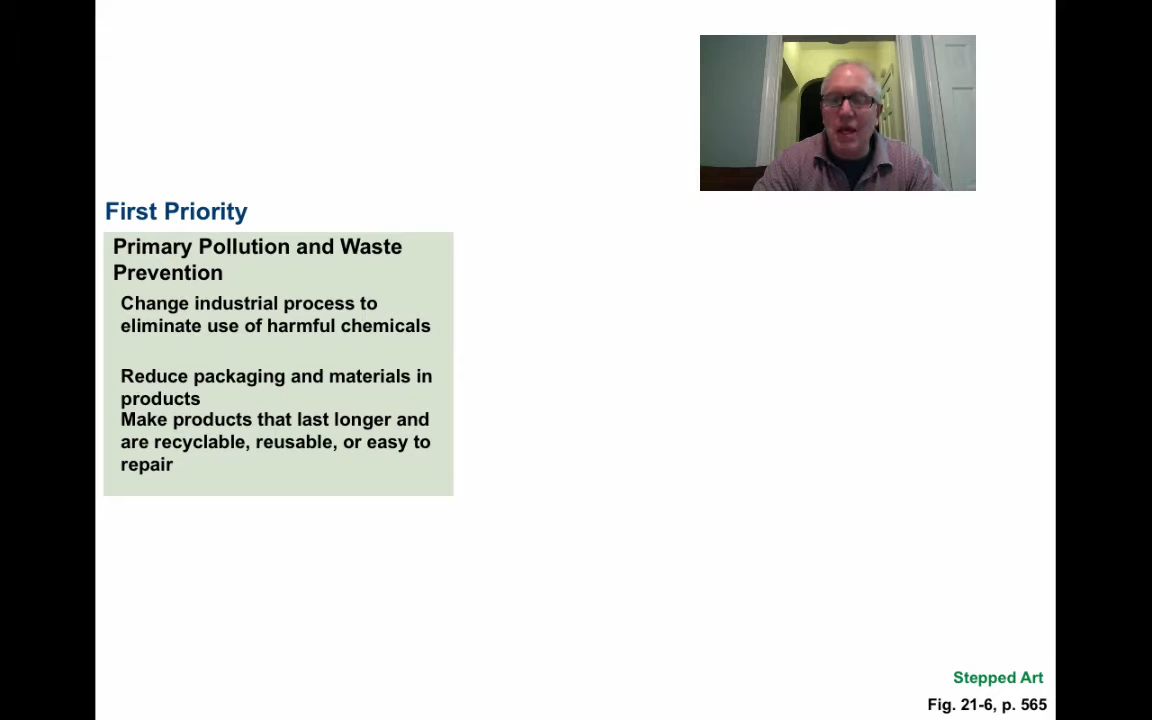 First Priority
Primary Pollution and Waste
Prevention
Change industrial process to
eliminate use of harmful chemicals
Reduce packaging and materials in
products
Make products that last longer and
are recyclable, reusable, or easy to
repair
Stepped Art
Fig. 21-6, p. 565